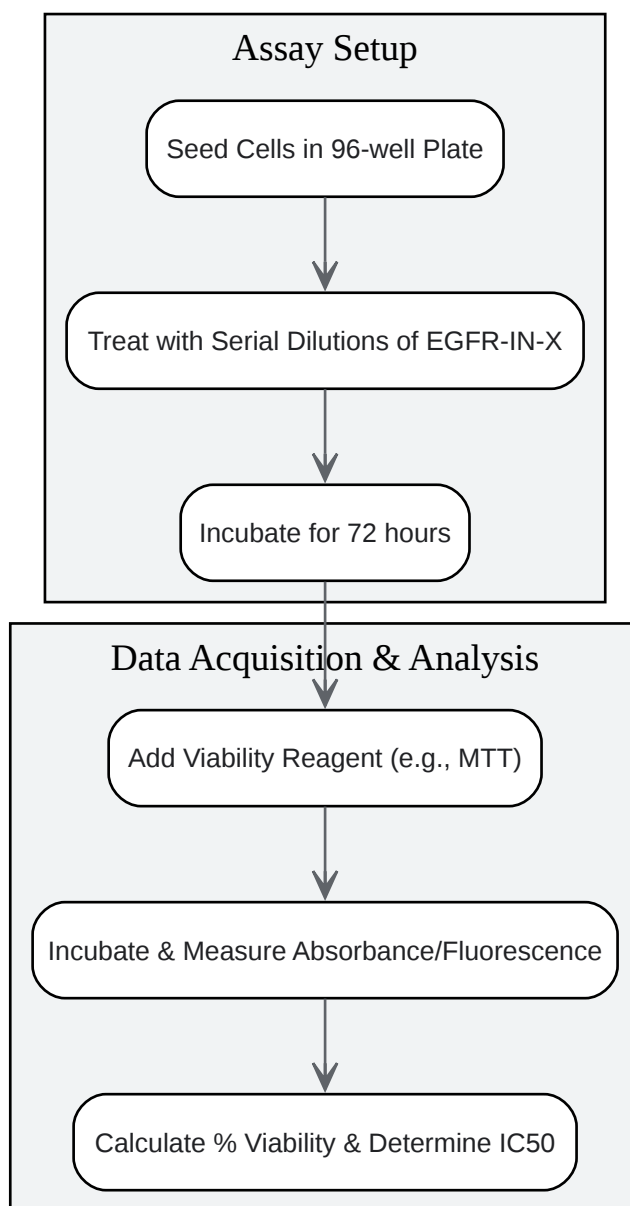 Assay Setup
Seed Cells in 96-well Plate
Treat with Serial Dilutions of EGFR-IN-X
Incubate for 72 hours
Data Acquisition & Analysis
Add Viability Reagent (e.g., MTT)
Incubate & Measure Absorbance/Fluorescence
Calculate % Viability & Determine IC50